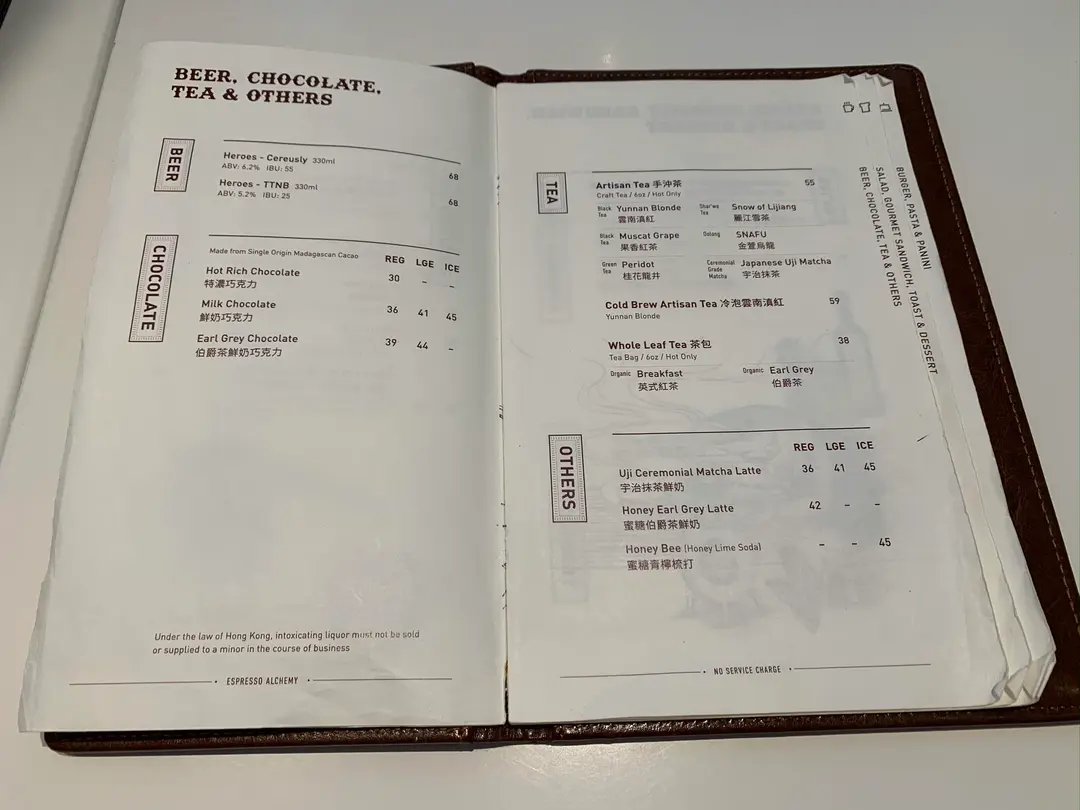 BEER, CHOCOLATE,
TEA & OTHERS
BEER
Heroes - Cereusly 330ml 68
ABV: 6.2% IBU: 55
Heroes - TTNB 330ml 68
ABV: 5.2% IBU: 25
CHOCOLATE
Made from Single Origin Madagascan Cacao REG LGE ICE
Hot Rich Chocolate 30 – –
特濃巧克力
Milk Chocolate 36 41 45
鮮奶巧克力
Earl Grey Chocolate 39 44 –
伯爵茶鮮奶巧克力
Under the law of Hong Kong, intoxicating liquor must not be sold
or supplied to a minor in the course of business
ESPRESSO ALCHEMY
TEA
Artisan Tea 手沖茶 55
Craft Tea / 6oz / Hot Only
Black Tea Yunnan Blonde
雲南滇紅
Shai'wa Tea Snow of Lijiang
麗江雪茶
Black Tea Muscat Grape
果香紅茶
Oolong SNAFU
金萱烏龍
Green Tea Peridot
桂花龍井
Ceremonial Grade Matcha Japanese Uji Matcha
宇治抹茶
Cold Brew Artisan Tea 冷泡雲南滇紅 59
Yunnan Blonde
Whole Leaf Tea 茶包 38
Tea Bag / 6oz / Hot Only
Organic Breakfast
英式紅茶
Organic Earl Grey
伯爵茶
OTHERS
REG LGE ICE
Uji Ceremonial Matcha Latte 36 41 45
宇治抹茶鮮奶
Honey Earl Grey Latte 42 – –
蜜糖伯爵茶鮮奶
Honey Bee (Honey Lime Soda) – – 45
蜜糖青檸梳打
NO SERVICE CHARGE
BEER, CHOCOLATE, TEA & OTHERS
SALAD, GOURMET SANDWICH, TOAST & DESSERT
BURGER, PASTA & PANINI